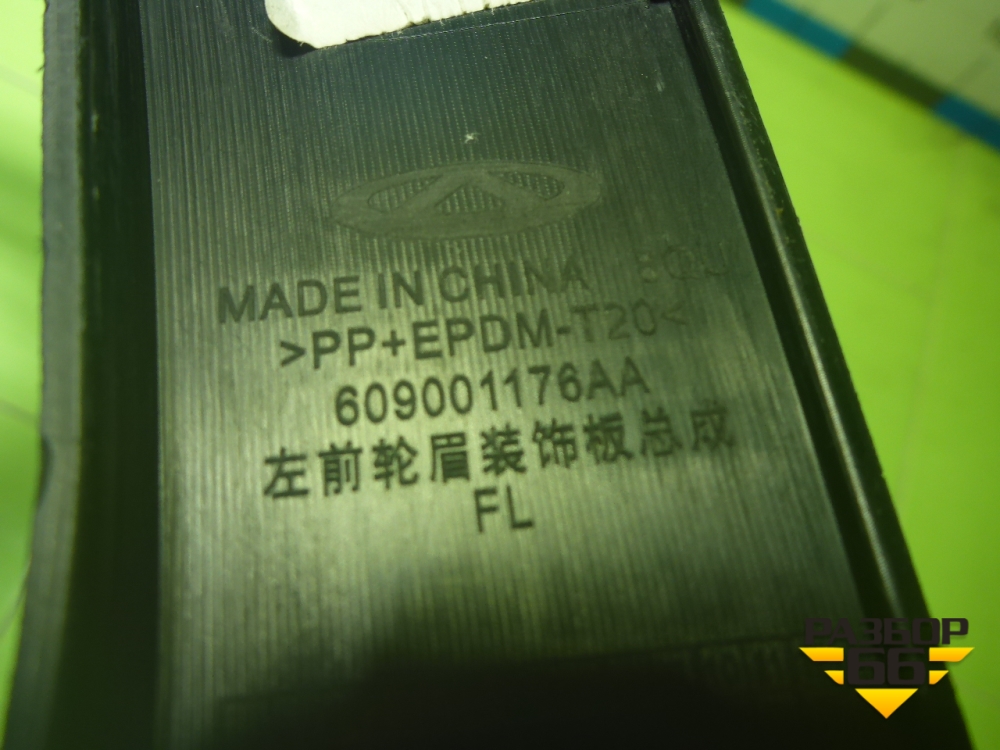 MADE IN CHINA
>PP+EPDM-T20<
609001176AA
左前轮眉装饰板总成
FL
РАЗБОР
66